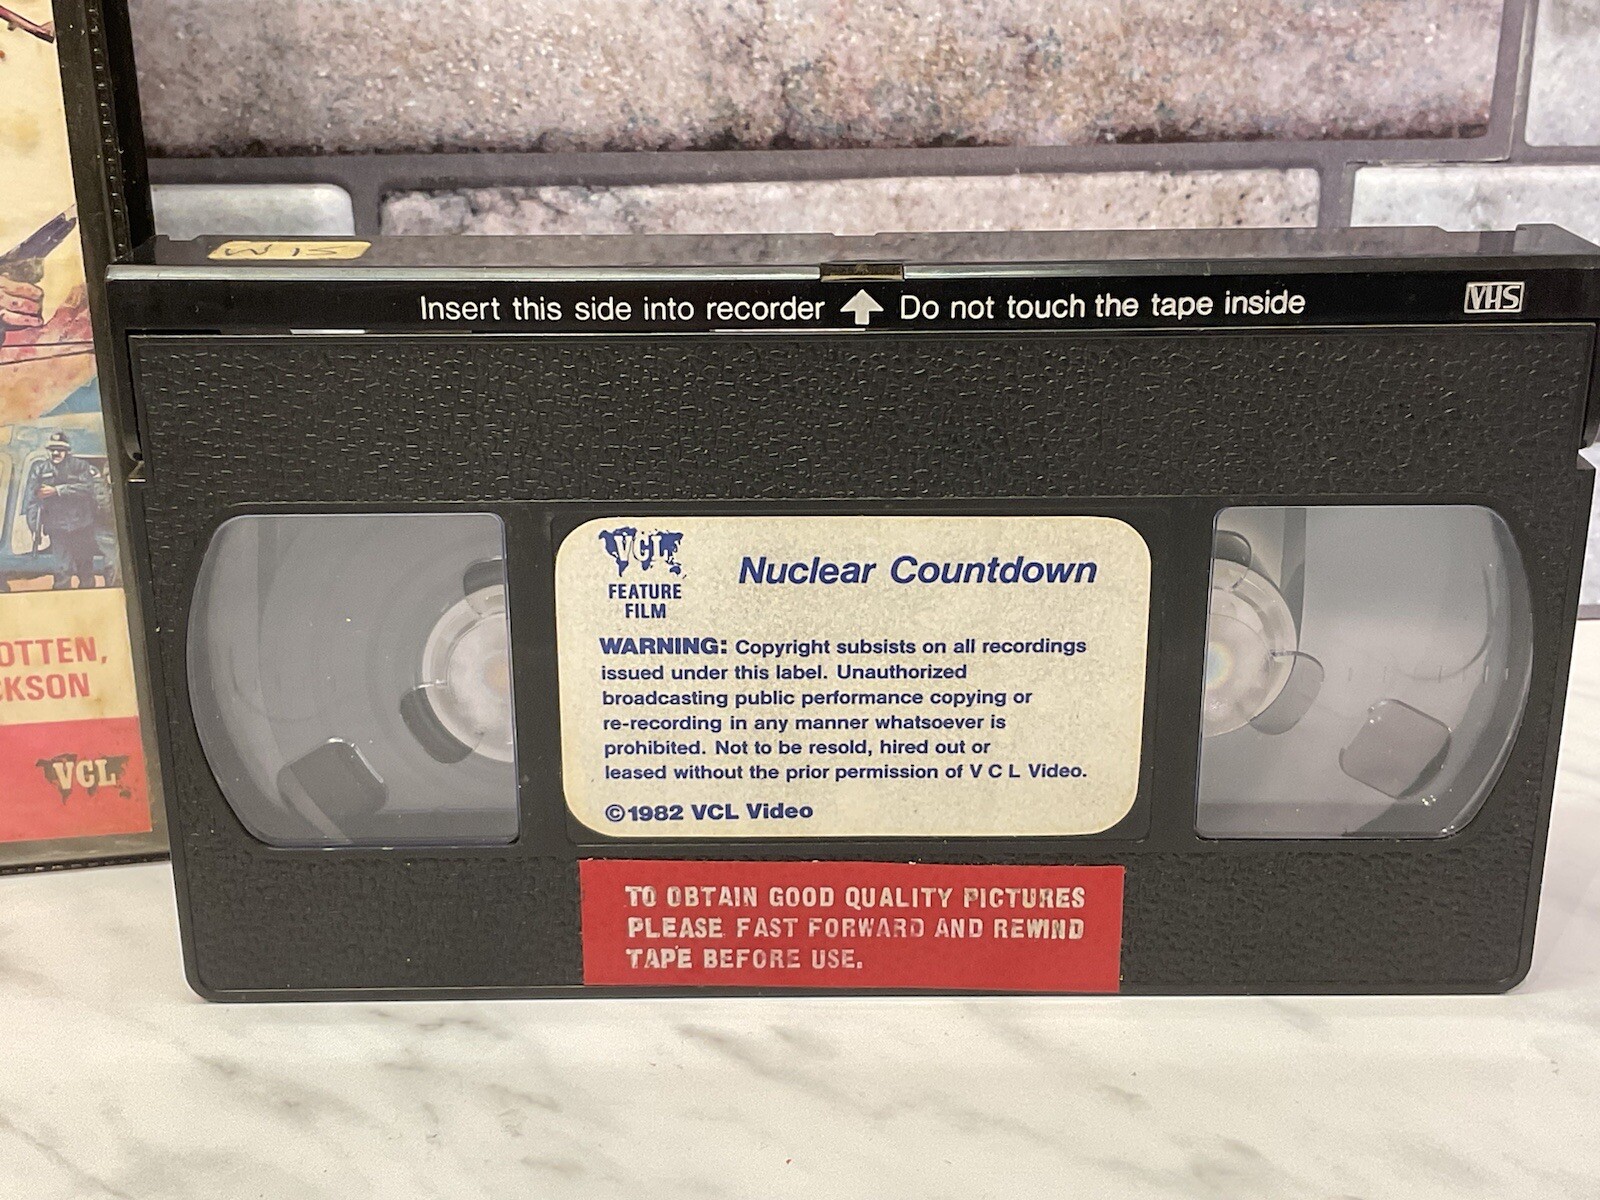 Insert this side into recorder Do not touch the tape inside
VHS
VCL
FEATURE
FILM
Nuclear Countdown
WARNING: Copyright subsists on all recordings
issued under this label. Unauthorized
broadcasting public performance copying or
re-recording in any manner whatsoever is
prohibited. Not to be resold, hired out or
leased without the prior permission of V C L Video.
©1982 VCL Video
TO OBTAIN GOOD QUALITY PICTURES
PLEASE FAST FORWARD AND REWIND
TAPE BEFORE USE.
OTTEN,
CKSON
VCL